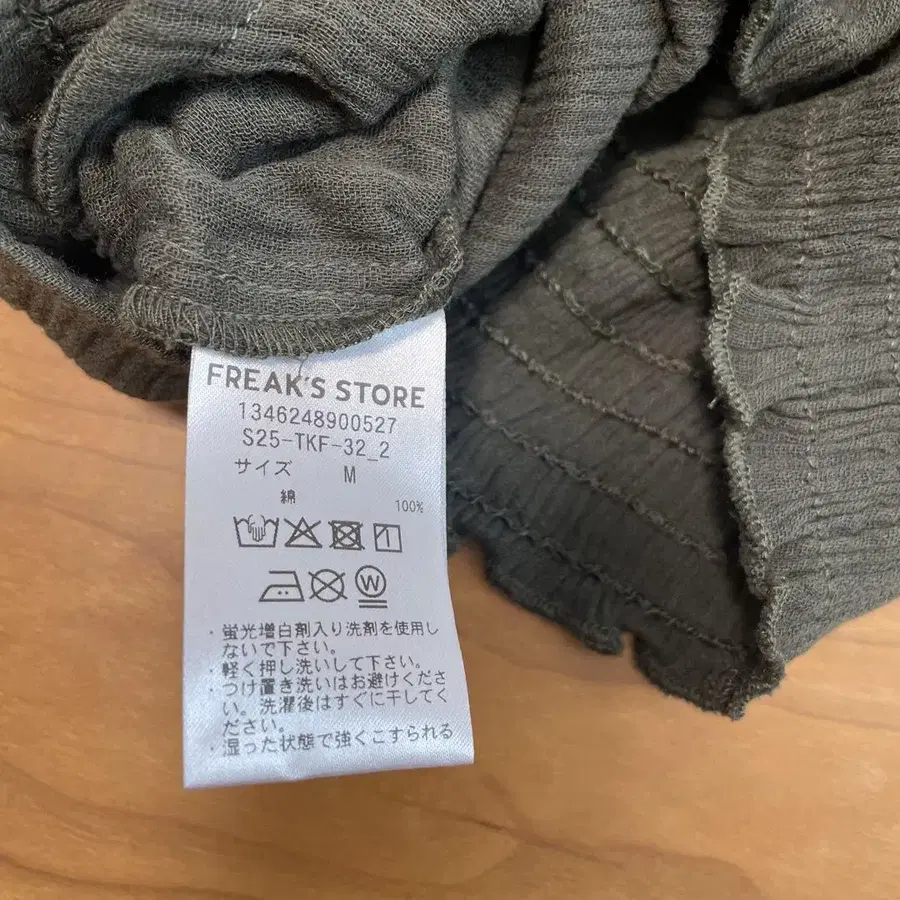 FREAK'S STORE
1346248900527
S25-TKF-32_2
サイズ M
綿 100%
W
・蛍光増白剤入り洗剤を使用し
ないで下さい。
・軽く押し洗いして下さい。
・つけ置き洗いはお避けくださ
い。洗濯後はすぐに干してく
ださい。
・湿った状態で強くこすられる